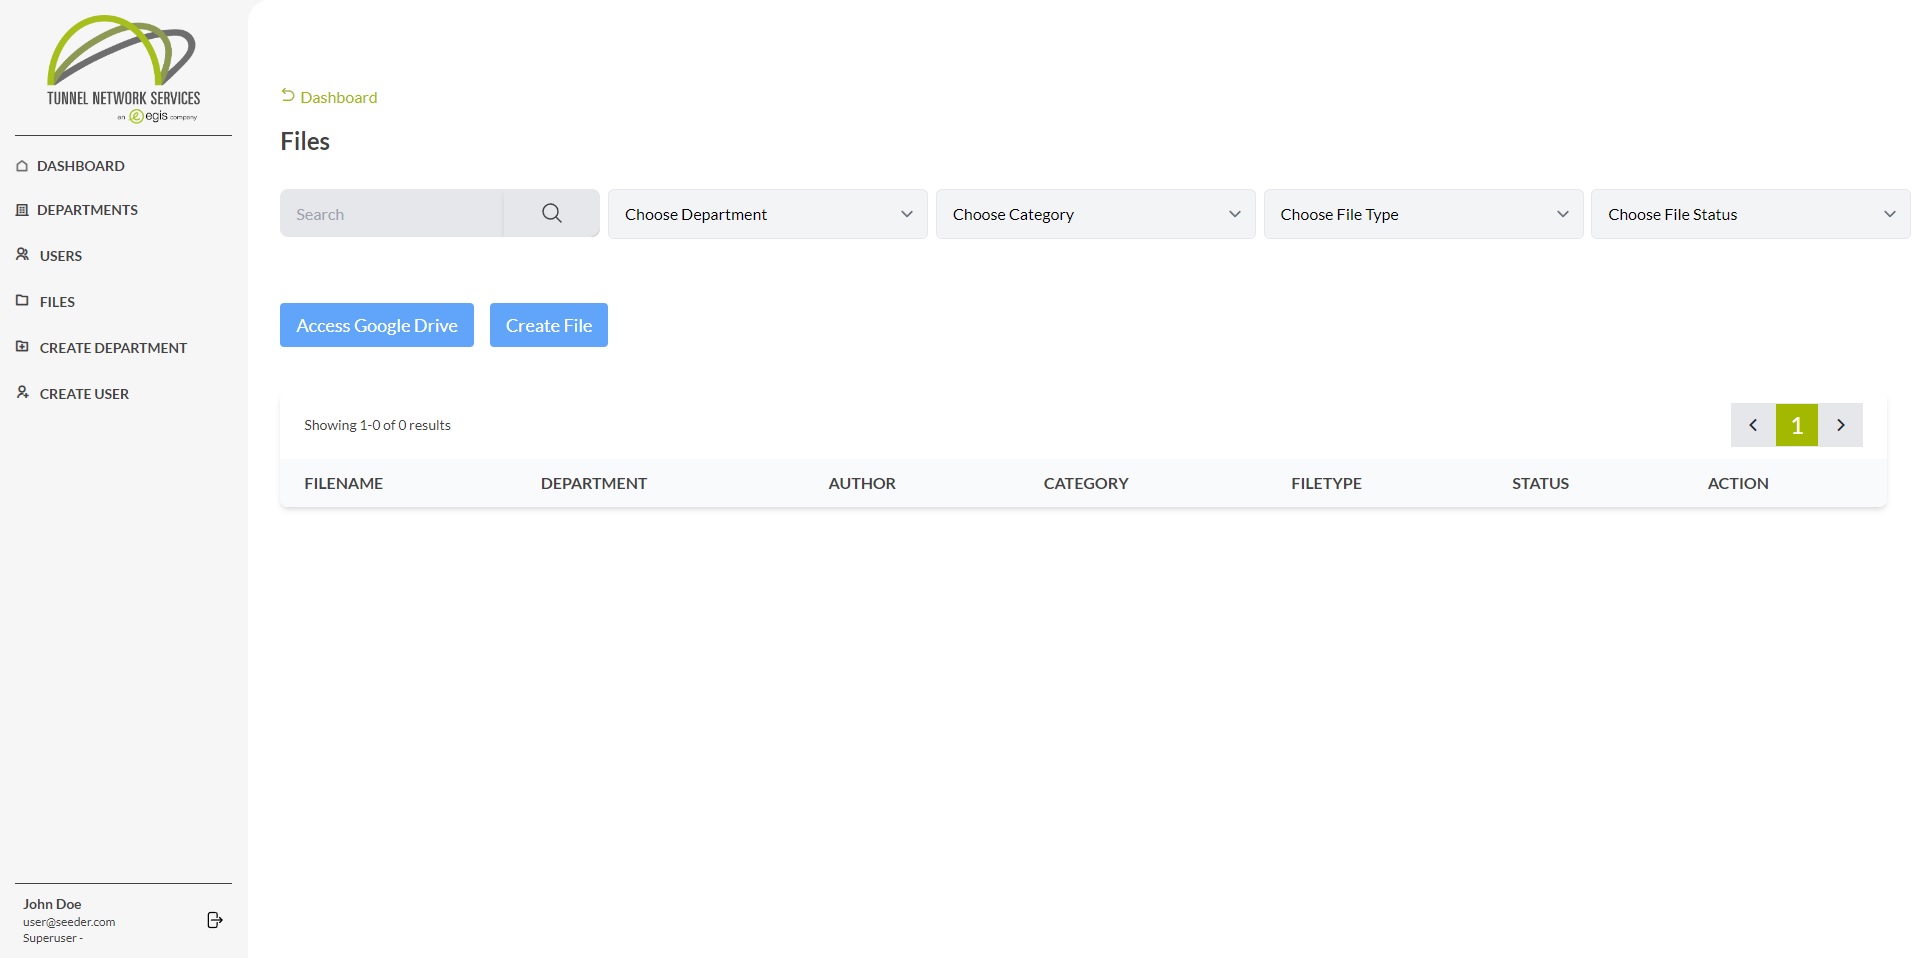 TUNNEL NETWORK SERVICES
an egis company
DASHBOARD
DEPARTMENTS
USERS
FILES
CREATE DEPARTMENT
CREATE USER
John Doe
user@seeder.com
Superuser -
Dashboard
Files
Search
Choose Department
Choose Category
Choose File Type
Choose File Status
Access Google Drive
Create File
Showing 1-0 of 0 results
1
FILENAME DEPARTMENT AUTHOR CATEGORY FILETYPE STATUS ACTION